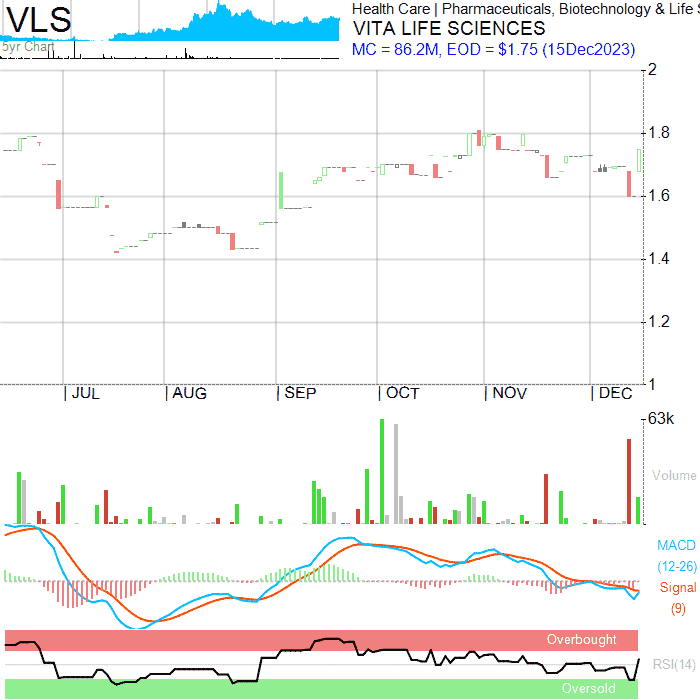 VLS
5yr Chart
Health Care | Pharmaceuticals, Biotechnology & Life S
VITA LIFE SCIENCES
MC = 86.2M, EOD = $1.75 (15Dec2023)
2
1.8
1.6
1.4
1.2
1
| JUL | AUG | SEP | OCT | NOV | DEC
63k
Volume
MACD
(12-26)
Signal
(9)
Overbought
RSI(14)
Oversold